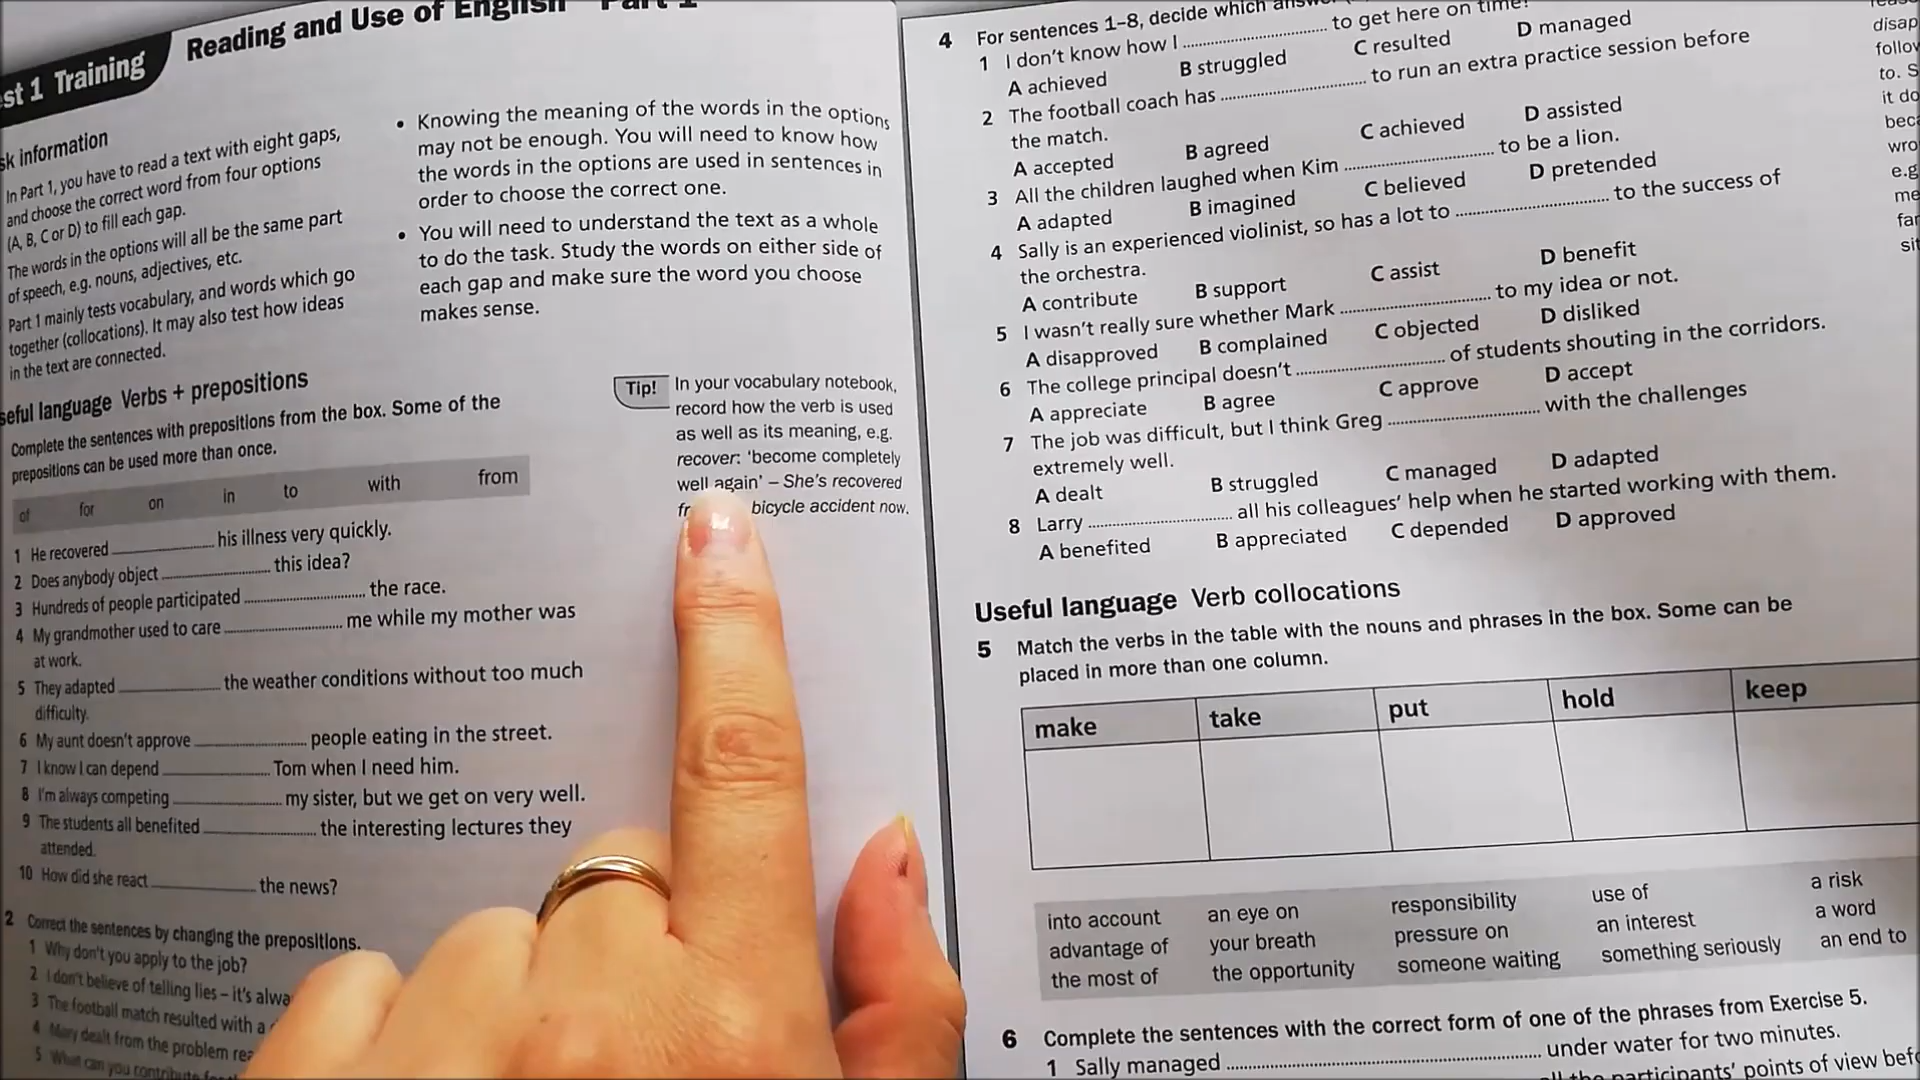 Reading and Use of English Part 1
st 1 Training
sk information
In Part 1, you have to read a text with eight gaps,
and choose the correct word from four options
(A, B, C or D) to fill each gap.
The words in the options will all be the same part
of speech, e.g. nouns, adjectives, etc.
Part 1 mainly tests vocabulary, and words which go
together (collocations). It may also test how ideas
in the text are connected.
• Knowing the meaning of the words in the options
may not be enough. You will need to know how
the words in the options are used in sentences in
order to choose the correct one.
• You will need to understand the text as a whole
to do the task. Study the words on either side of
each gap and make sure the word you choose
makes sense.
seful language Verbs + prepositions
Complete the sentences with prepositions from the box. Some of the
prepositions can be used more than once.
of for on in to with from
1 He recovered ............ his illness very quickly.
2 Does anybody object ............ this idea?
3 Hundreds of people participated ............ the race.
4 My grandmother used to care ............ me while my mother was
at work.
5 They adapted ............ the weather conditions without too much
difficulty.
6 My aunt doesn't approve ............ people eating in the street.
7 I know I can depend ............ Tom when I need him.
8 I'm always competing ............ my sister, but we get on very well.
9 The students all benefited ............ the interesting lectures they
attended.
10 How did she react ............ the news?
Tip! In your vocabulary notebook,
record how the verb is used
as well as its meaning, e.g.
recover: 'become completely
well again' – She's recovered
bicycle accident now.
2 Correct the sentences by changing the prepositions.
1 Why don't you apply to the job?
2 I don't believe of telling lies – it's alwa
3 The football match resulted with a
4 Mary dealt from the problem rea
5 What can you contribute
4 For sentences 1–8, decide which
1 I don't know how I ............ to get here on time!
A achieved B struggled C resulted D managed
2 The football coach has ............ to run an extra practice session before
the match.
A accepted B agreed C achieved D assisted
3 All the children laughed when Kim ............ to be a lion.
A adapted B imagined C believed D pretended
4 Sally is an experienced violinist, so has a lot to ............ to the success of
the orchestra.
A contribute B support C assist D benefit
5 I wasn't really sure whether Mark ............ to my idea or not.
A disapproved B complained C objected D disliked
6 The college principal doesn't ............ of students shouting in the corridors.
A appreciate B agree C approve D accept
7 The job was difficult, but I think Greg ............ with the challenges
extremely well.
A dealt B struggled C managed D adapted
8 Larry ............ all his colleagues' help when he started working with them.
A benefited B appreciated C depended D approved
Useful language Verb collocations
5 Match the verbs in the table with the nouns and phrases in the box. Some can be
placed in more than one column.
make take put hold keep
into account an eye on responsibility use of a risk
advantage of your breath pressure on an interest a word
the most of the opportunity someone waiting something seriously an end to
6 Complete the sentences with the correct form of one of the phrases from Exercise 5.
1 Sally managed ............ under water for two minutes.
participants' points of view
disap
follow
to. S
it do
beca
wro
e.g
me
far
sit